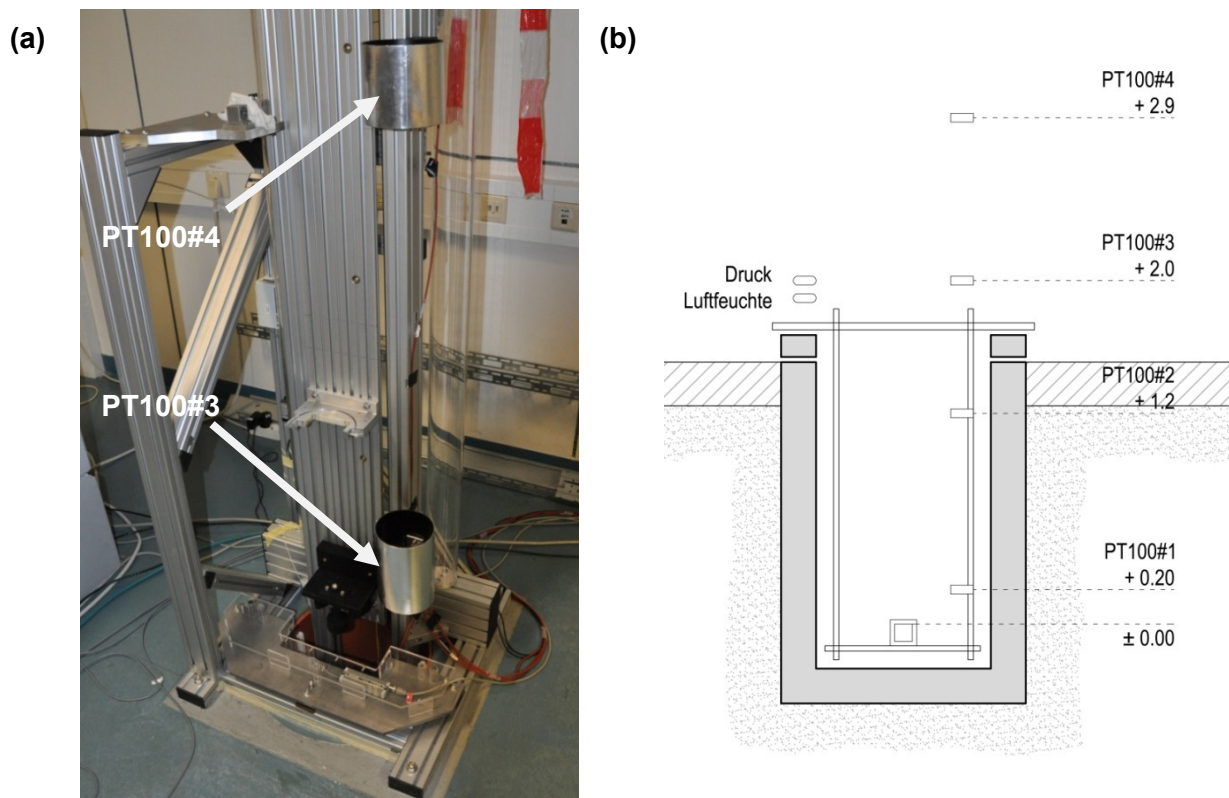 (a)
PT100#4
PT100#3
(b)
PT100#4
+ 2.9
PT100#3
+ 2.0
Druck
Luftfeuchte
PT100#2
+ 1.2
PT100#1
+ 0.20
± 0.00